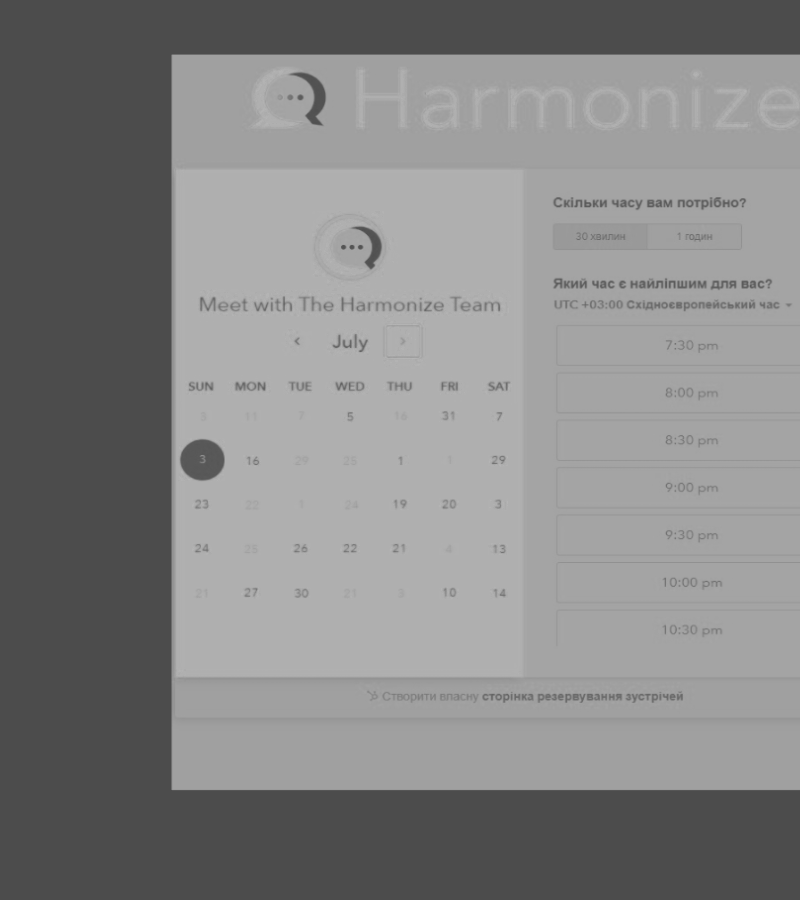 Harmonize
Meet with The Harmonize Team
July
SUN MON TUE WED THU FRI SAT
11 7 5 16 31 7
3 16 29 25 1 1 29
23 22 1 24 19 20 3
24 25 26 22 21 4 13
21 27 30 21 3 10 14
Скільки часу вам потрібно?
30 хвилин 1 годин
Який час є найліпшим для вас?
UTC +03:00 Східноєвропейський час
7:30 pm
8:00 pm
8:30 pm
9:00 pm
9:30 pm
10:00 pm
10:30 pm
Створити власну сторінка резервування зустрічей